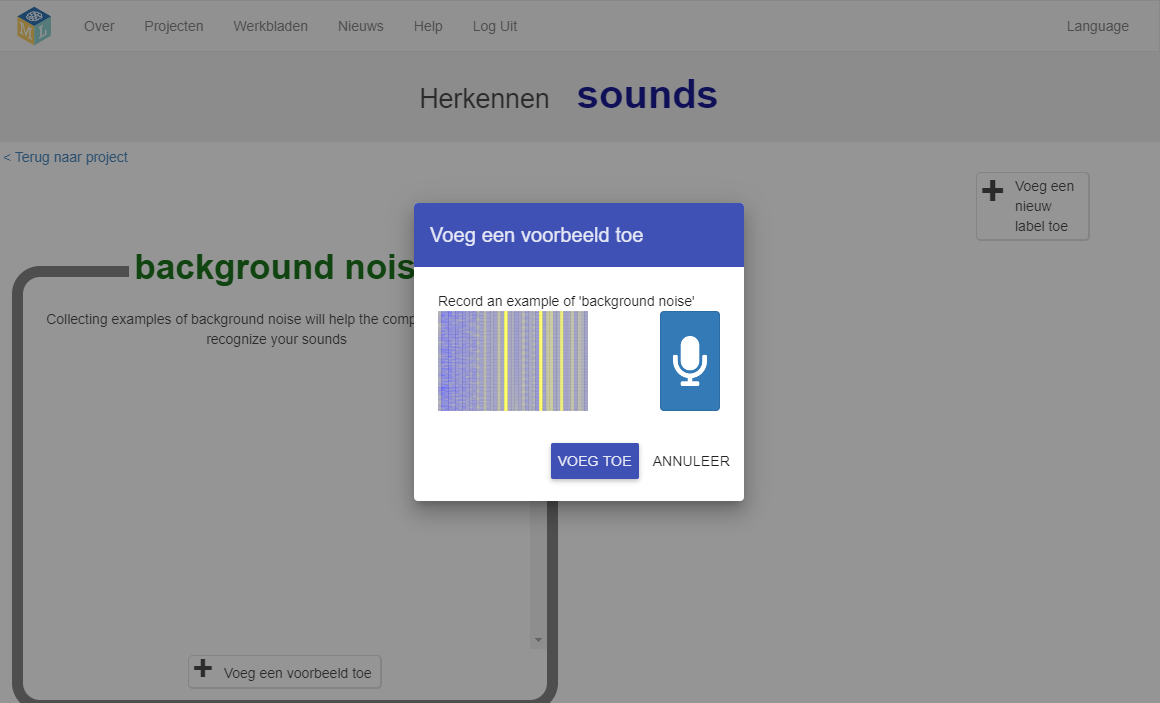 M L
Over Projecten Werkbladen Nieuws Help Log Uit Language
Herkennen sounds
< Terug naar project
Voeg een
nieuw
label toe
Voeg een voorbeeld toe
background nois
Record an example of 'background noise'
Collecting examples of background noise will help the comp
recognize your sounds
VOEG TOE ANNULEER
Voeg een voorbeeld toe